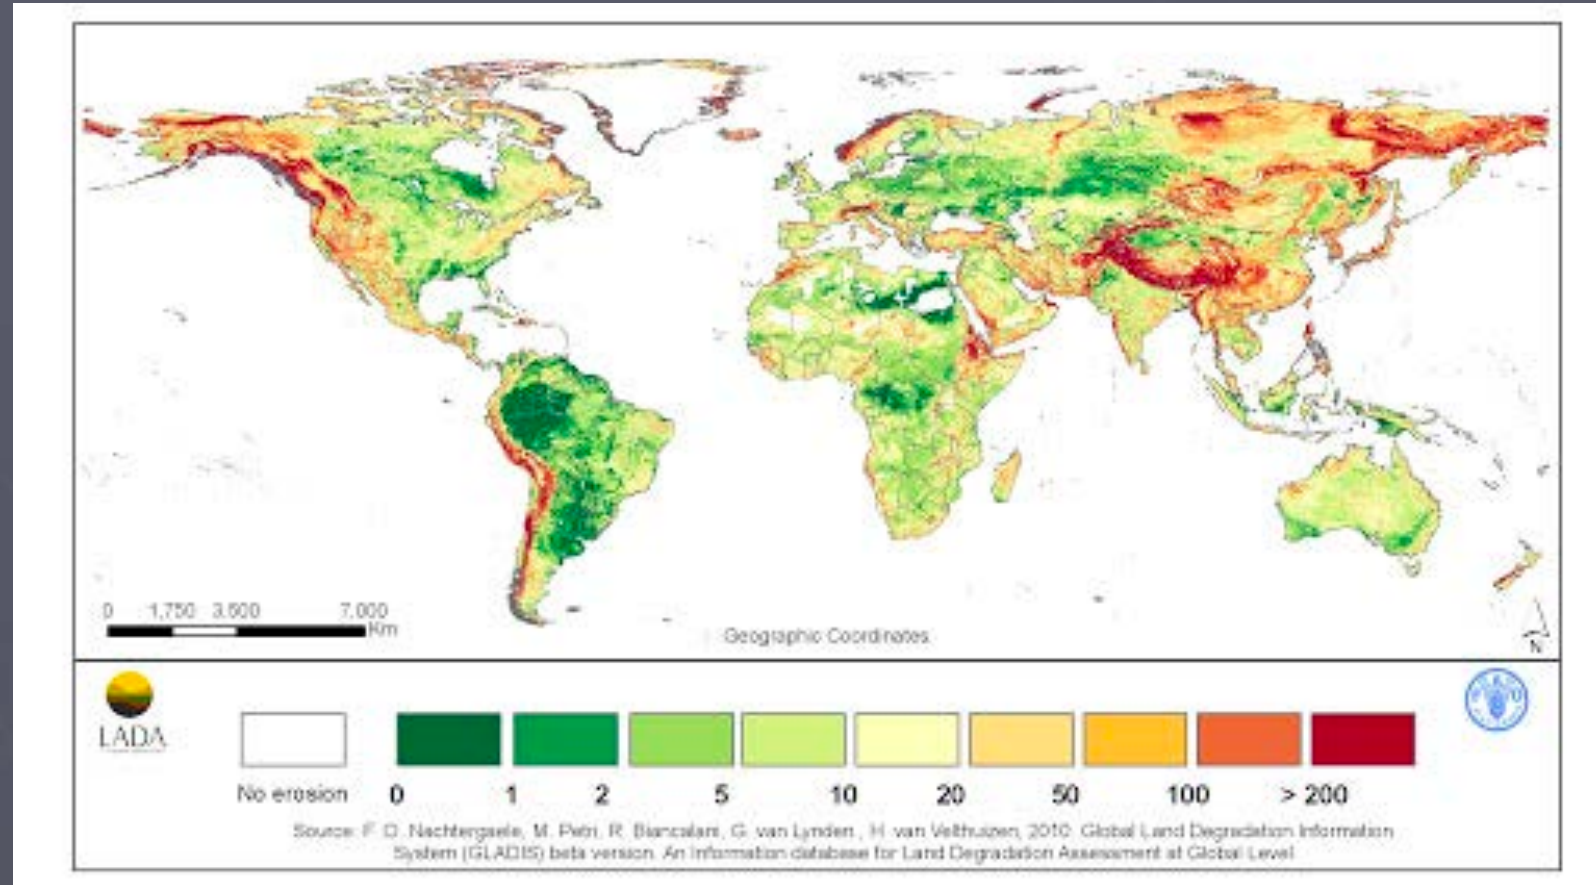 0 1,750 3,500 7,000
Km
Geographic Coordinates
N
LADA
No erosion 0 1 2 5 10 20 50 100 > 200
Source: F. O. Nachtergaele, M. Petri, R. Biancalani, G. van Lynden, H. van Velthuizen, 2010. Global Land Degradation Information
System (GLADIS) beta version. An Information database for Land Degradation Assessment at Global Level